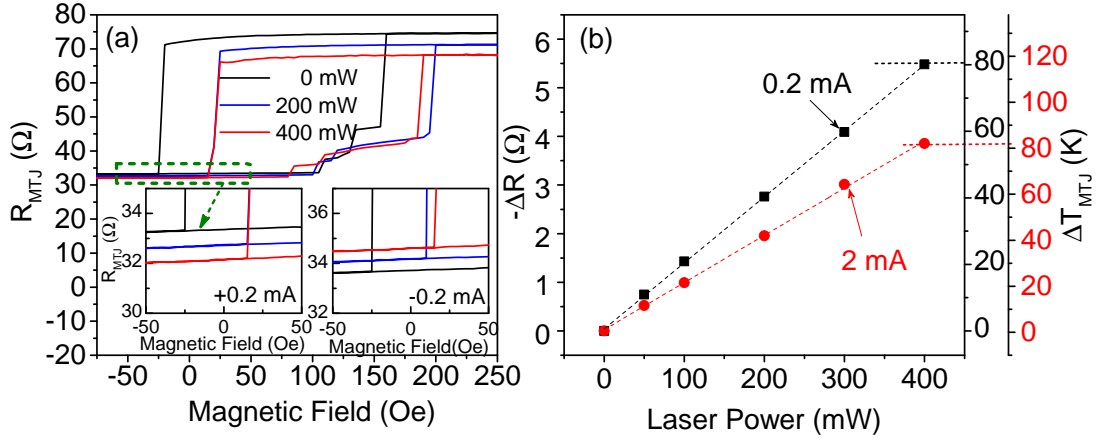 (a)
80
70
60
50
40
30
20
10
0
-10
-20
R_MTJ (Ω)
0 mW
200 mW
400 mW
-50 0 50 100 150 200 250
Magnetic Field (Oe)
34
33
32
31
30
R_MTJ (Ω)
+0.2 mA
-50 0 50
Magnetic Field (Oe)
36
34
32
-0.2 mA
-50 0 50
Magnetic Field(Oe)
(b)
6
5
4
3
2
1
0
-ΔR (Ω)
0.2 mA
2 mA
0 100 200 300 400
Laser Power (mW)
80
60
40
20
0
120
100
80
60
40
20
0
ΔT_MTJ (K)